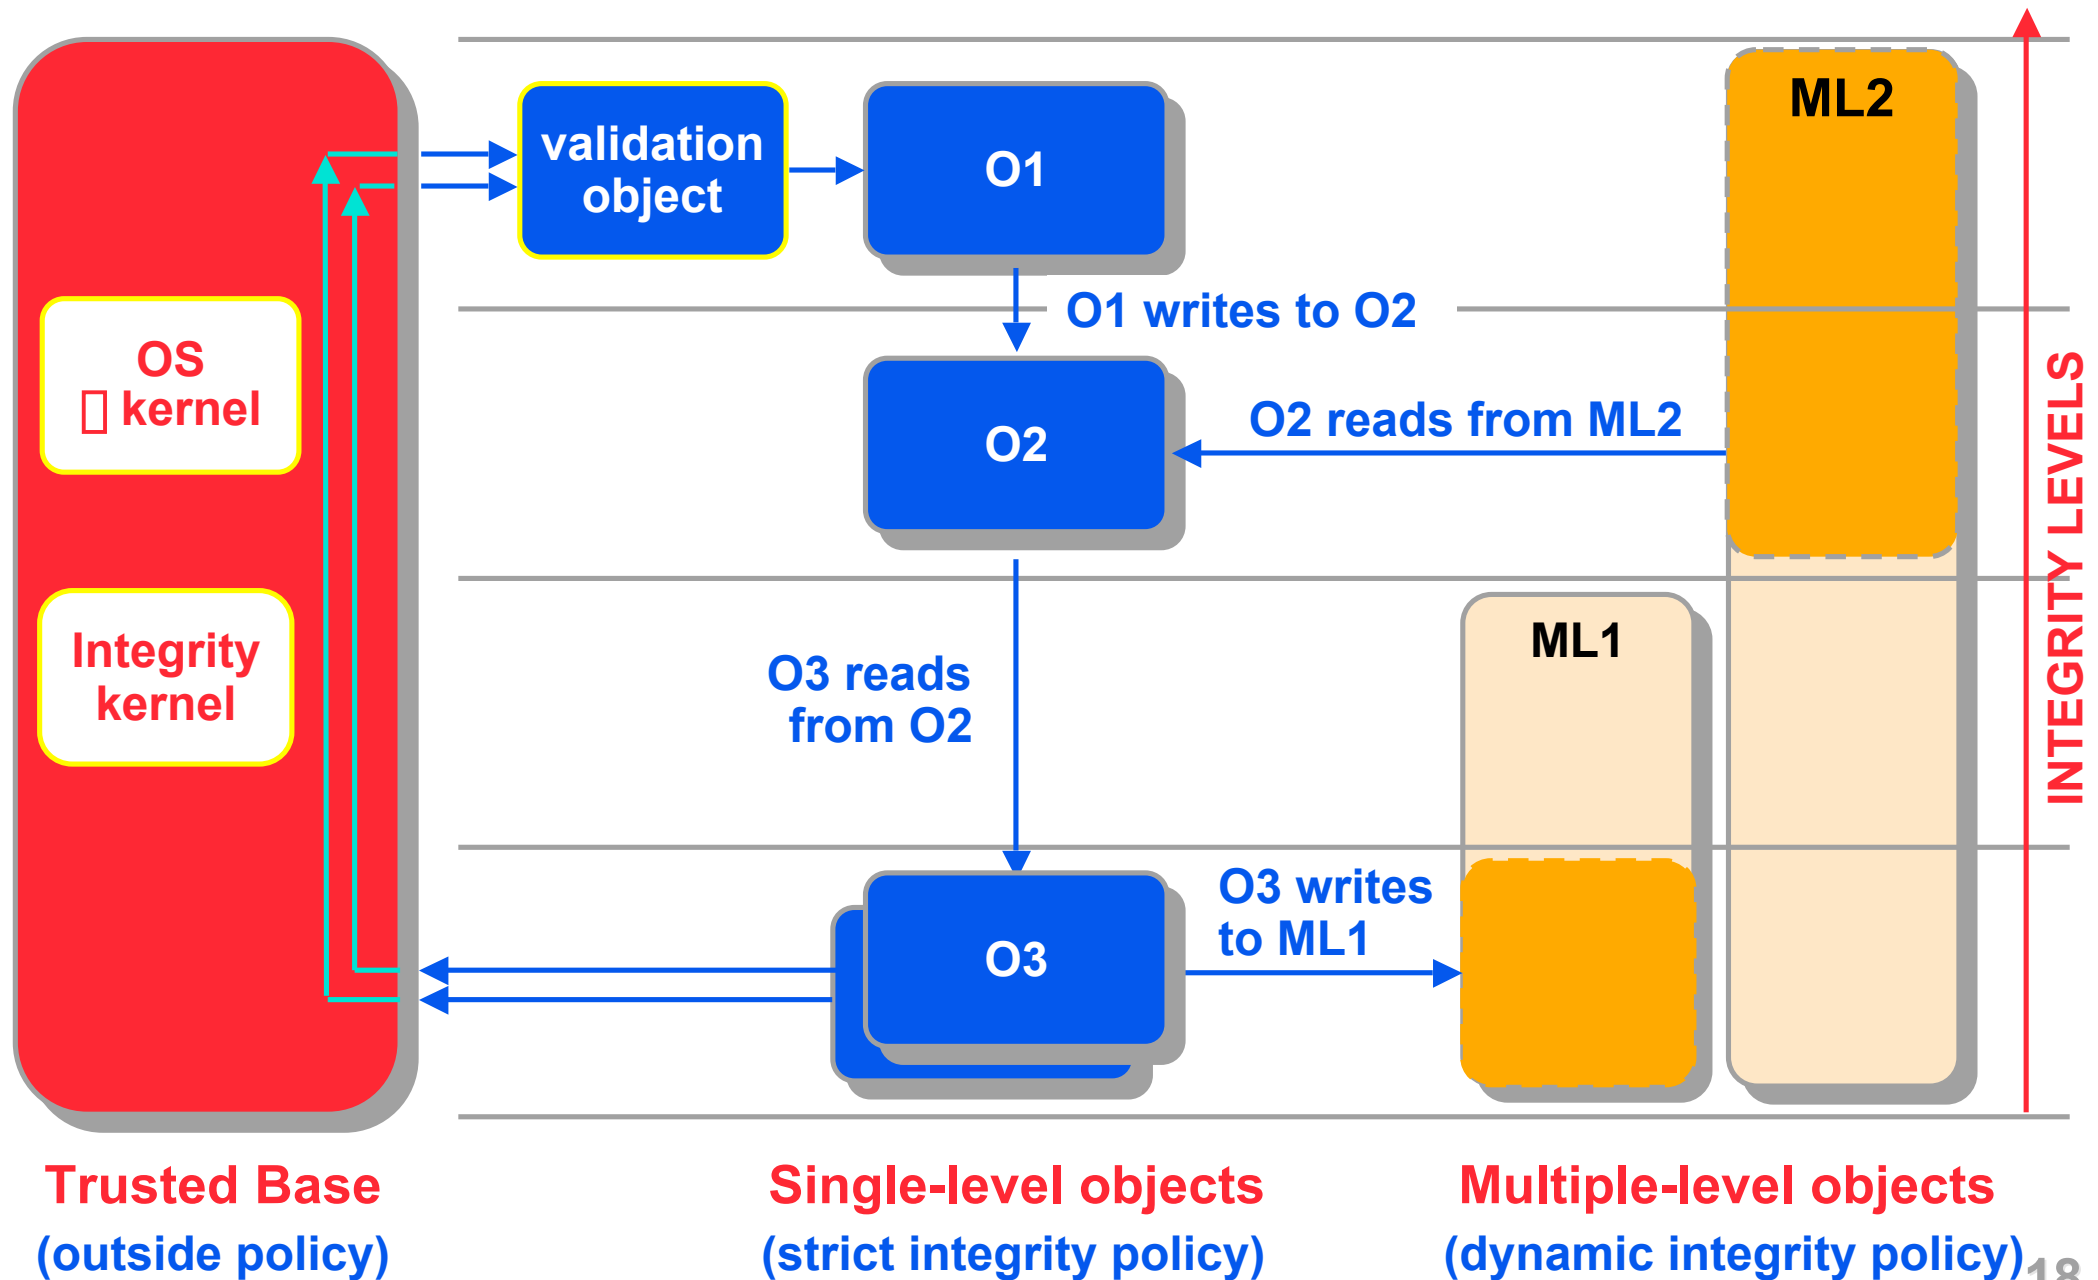 ML2
validation
object
O1
O1 writes to O2
OS
kernel
O2 reads from ML2
O2
INTEGRITY LEVELS
Integrity
kernel
ML1
O3 reads
from O2
O3 writes
to ML1
O3
Trusted Base
(outside policy)
Single-level objects
(strict integrity policy)
Multiple-level objects
(dynamic integrity policy)
18